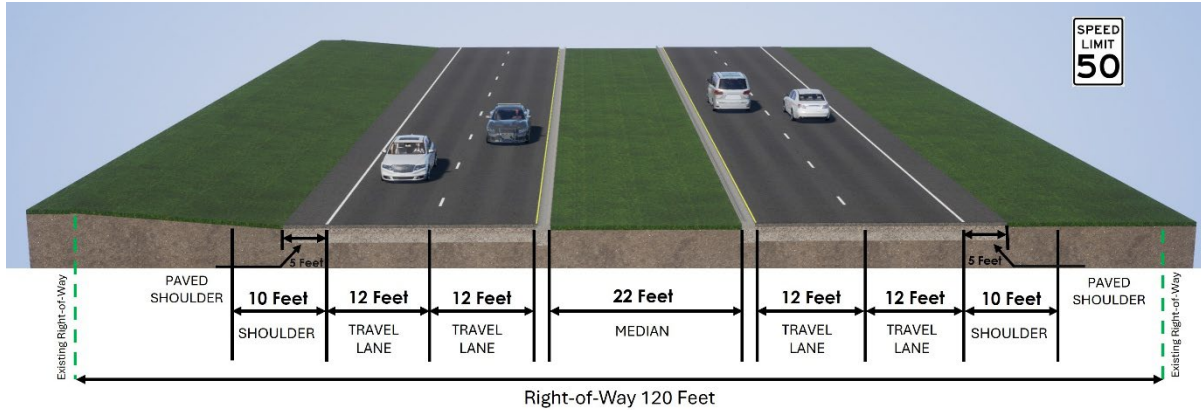 SPEED
LIMIT
50
5 Feet
5 Feet
PAVED
SHOULDER
PAVED
SHOULDER
10 Feet
12 Feet
12 Feet
22 Feet
12 Feet
12 Feet
10 Feet
SHOULDER
TRAVEL
LANE
TRAVEL
LANE
MEDIAN
TRAVEL
LANE
TRAVEL
LANE
SHOULDER
Existing Right-of-Way
Existing Right-of-Way
Right-of-Way 120 Feet